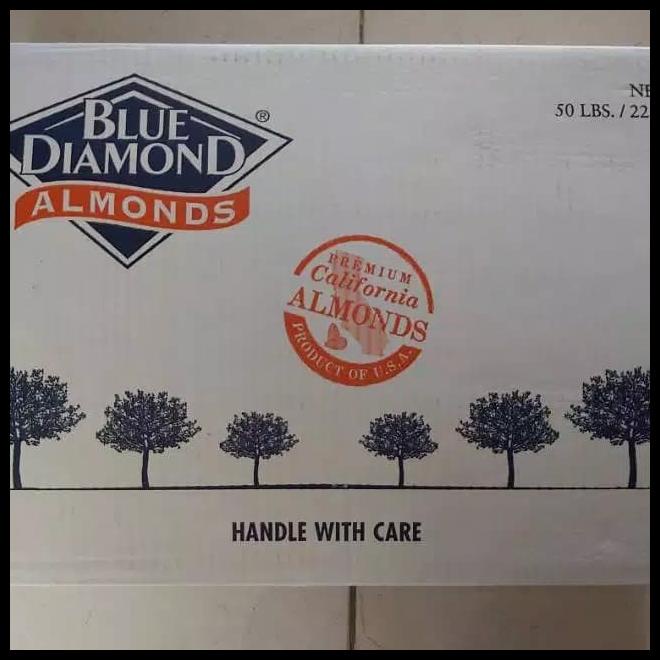 BLUE
DIAMOND
®
ALMONDS
50 LBS. / 22
PREMIUM
California
ALMONDS
PRODUCT OF U.S.A.
HANDLE WITH CARE